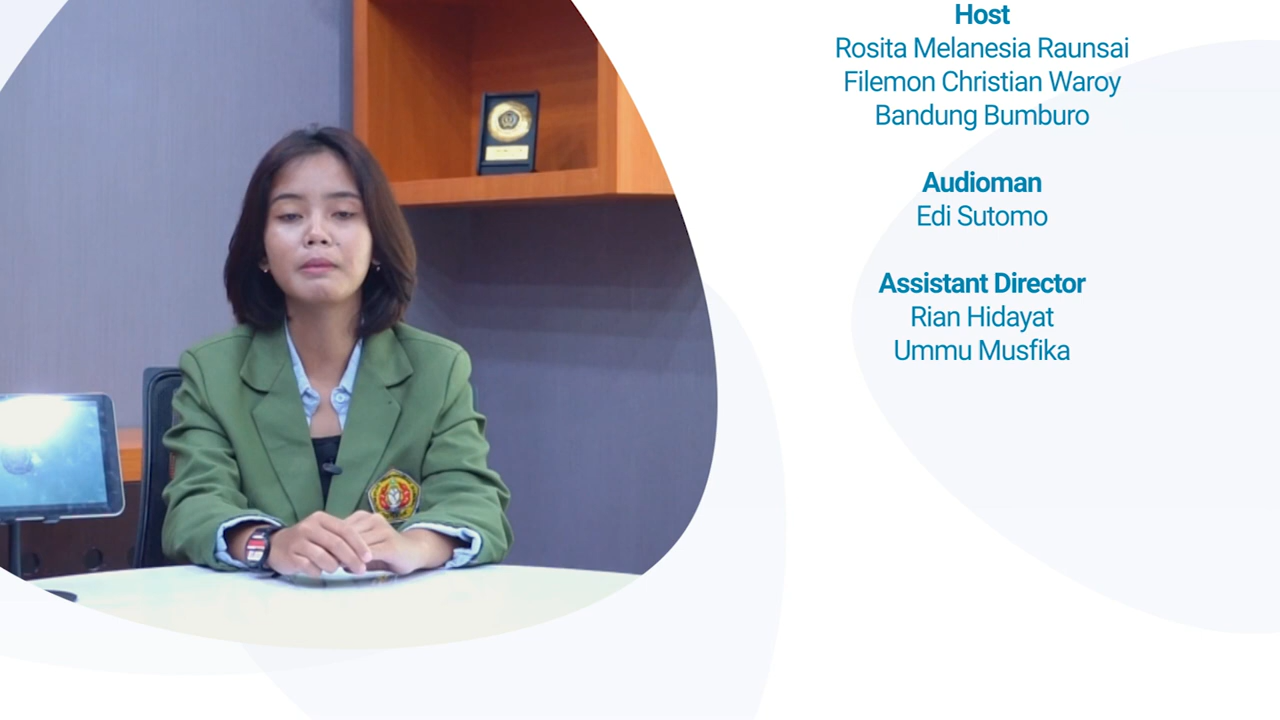 Host
Rosita Melanesia Raunsai
Filemon Christian Waroy
Bandung Bumburo
Audioman
Edi Sutomo
Assistant Director
Rian Hidayat
Ummu Musfika